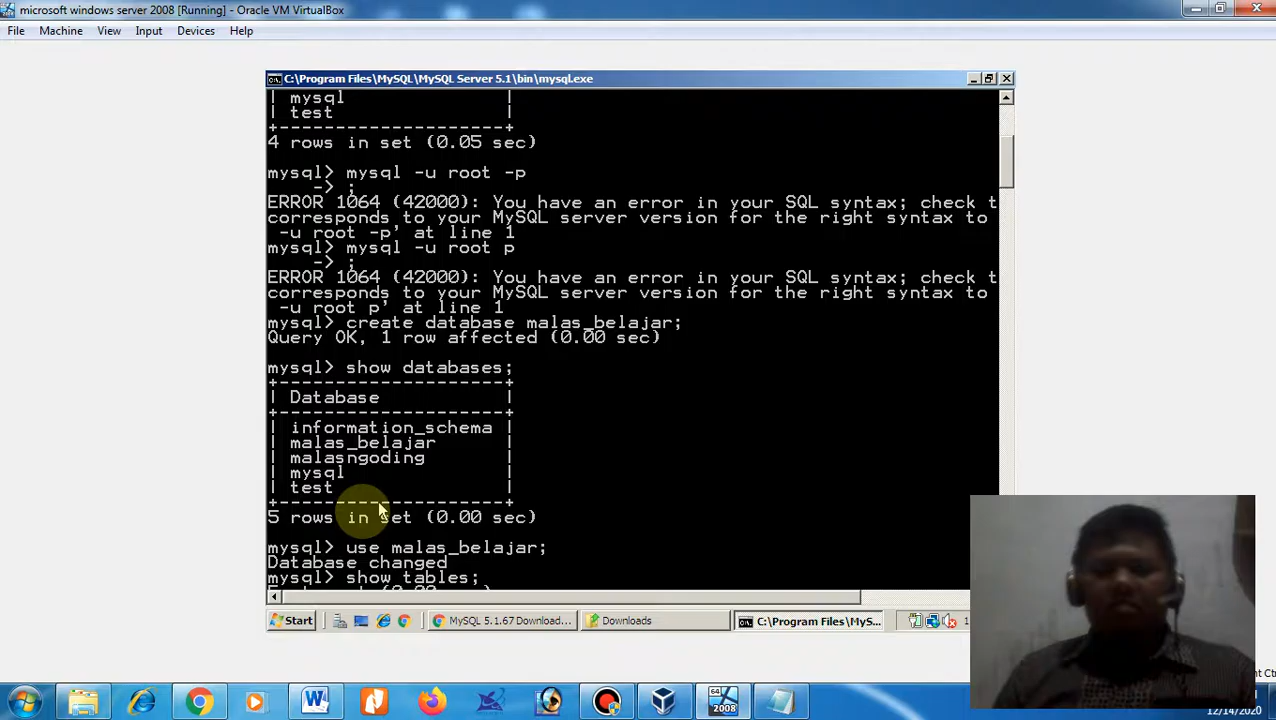 microsoft windows server 2008 [Running] - Oracle VM VirtualBox
File Machine View Input Devices Help
C:\Program Files\MySQL\MySQL Server 5.1\bin\mysql.exe
| mysql |
| test |
+--------------------+
4 rows in set (0.05 sec)
mysql> mysql -u root -p
-> ;
ERROR 1064 (42000): You have an error in your SQL syntax; check t
corresponds to your MySQL server version for the right syntax to
-u root -p' at line 1
mysql> mysql -u root p
-> ;
ERROR 1064 (42000): You have an error in your SQL syntax; check t
corresponds to your MySQL server version for the right syntax to
-u root p' at line 1
mysql> create database malas_belajar;
Query OK, 1 row affected (0.00 sec)
mysql> show databases;
+--------------------+
| Database |
+--------------------+
| information_schema |
| malas_belajar |
| malasngoding |
| mysql |
| test |
+--------------------+
5 rows in set (0.00 sec)
mysql> use malas_belajar;
Database changed
mysql> show tables;
Start
MySQL 5.1.67 Download...
Downloads
C:\Program Files\MyS...
64
2008
12/14/2020